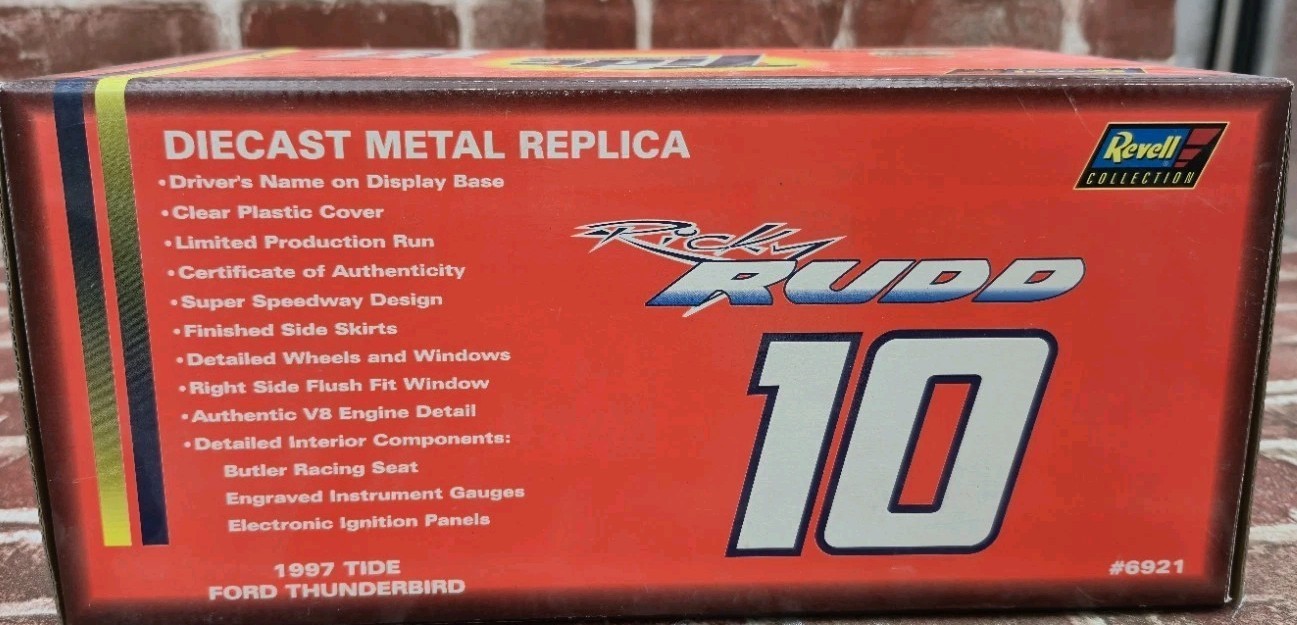 DIECAST METAL REPLICA
•Driver's Name on Display Base
•Clear Plastic Cover
•Limited Production Run
•Certificate of Authenticity
•Super Speedway Design
•Finished Side Skirts
•Detailed Wheels and Windows
•Right Side Flush Fit Window
•Authentic V8 Engine Detail
•Detailed Interior Components:
Butler Racing Seat
Engraved Instrument Gauges
Electronic Ignition Panels
1997 TIDE
FORD THUNDERBIRD
Revell
COLLECTION
Ricky
RUDD
10
#6921